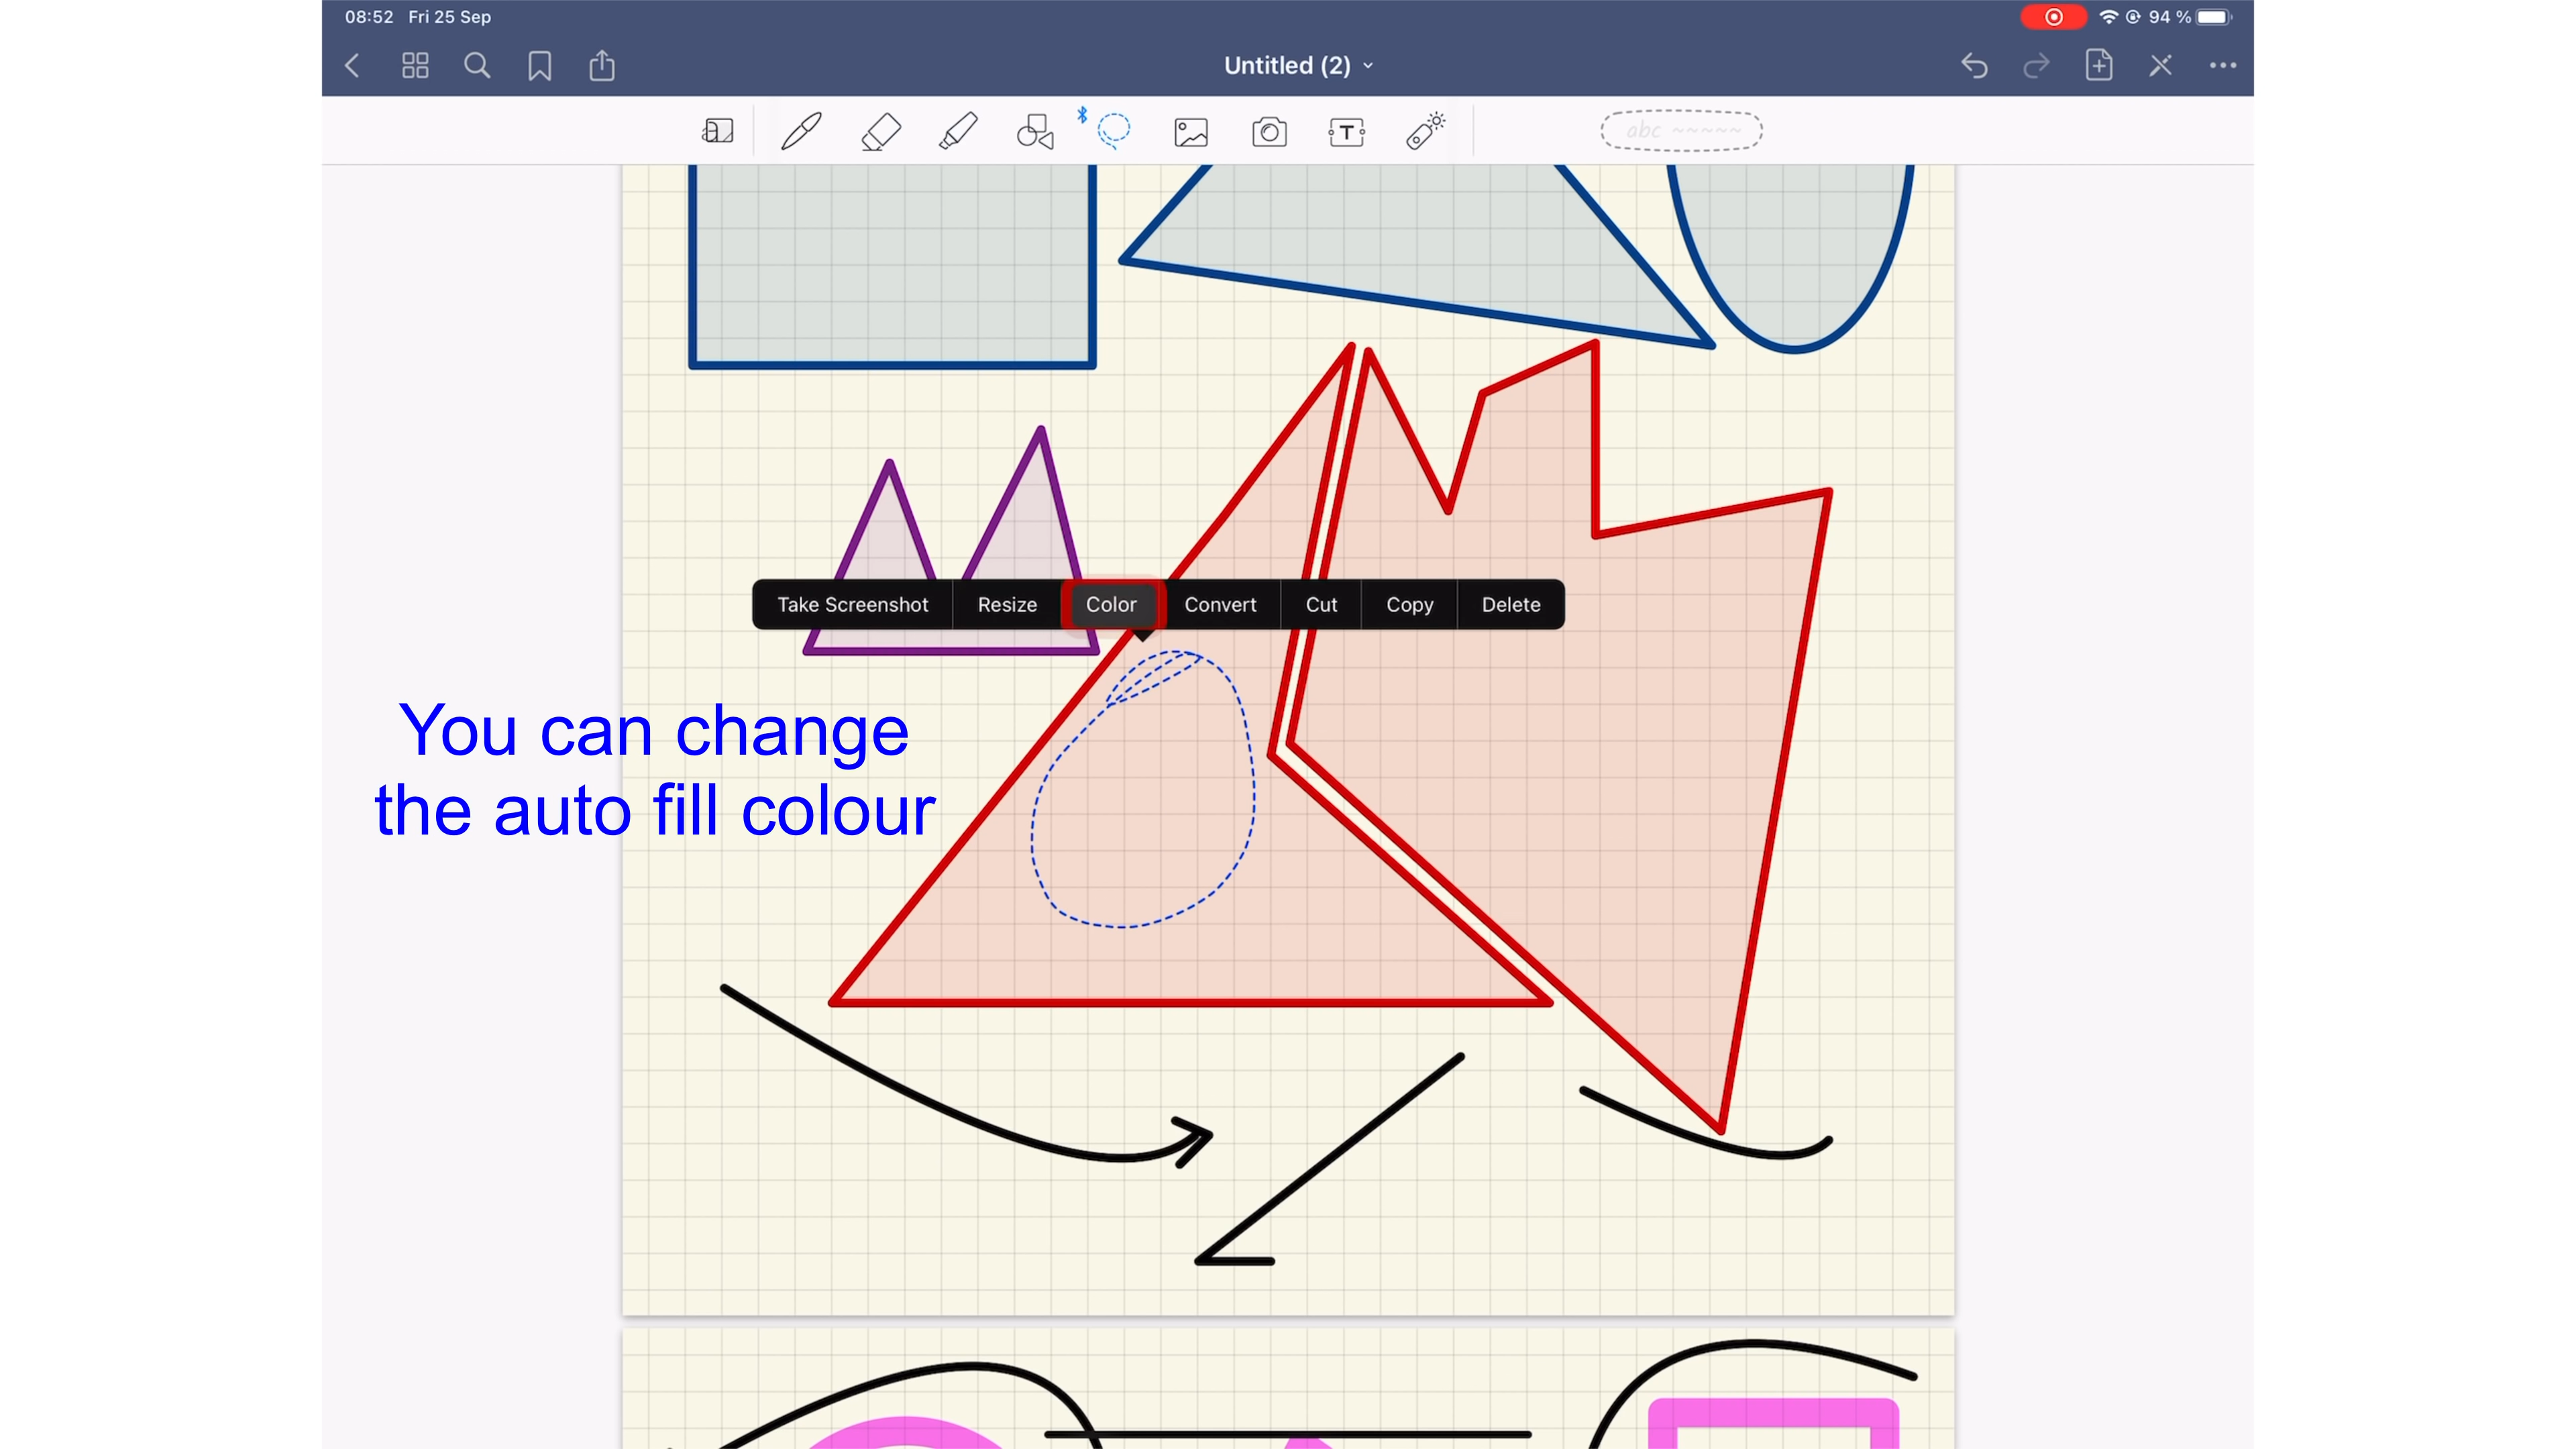 08:52 Fri 25 Sep
94 %
Untitled (2)
T
abc ~~~~~
Take Screenshot Resize Color Convert Cut Copy Delete
You can change
the auto fill colour